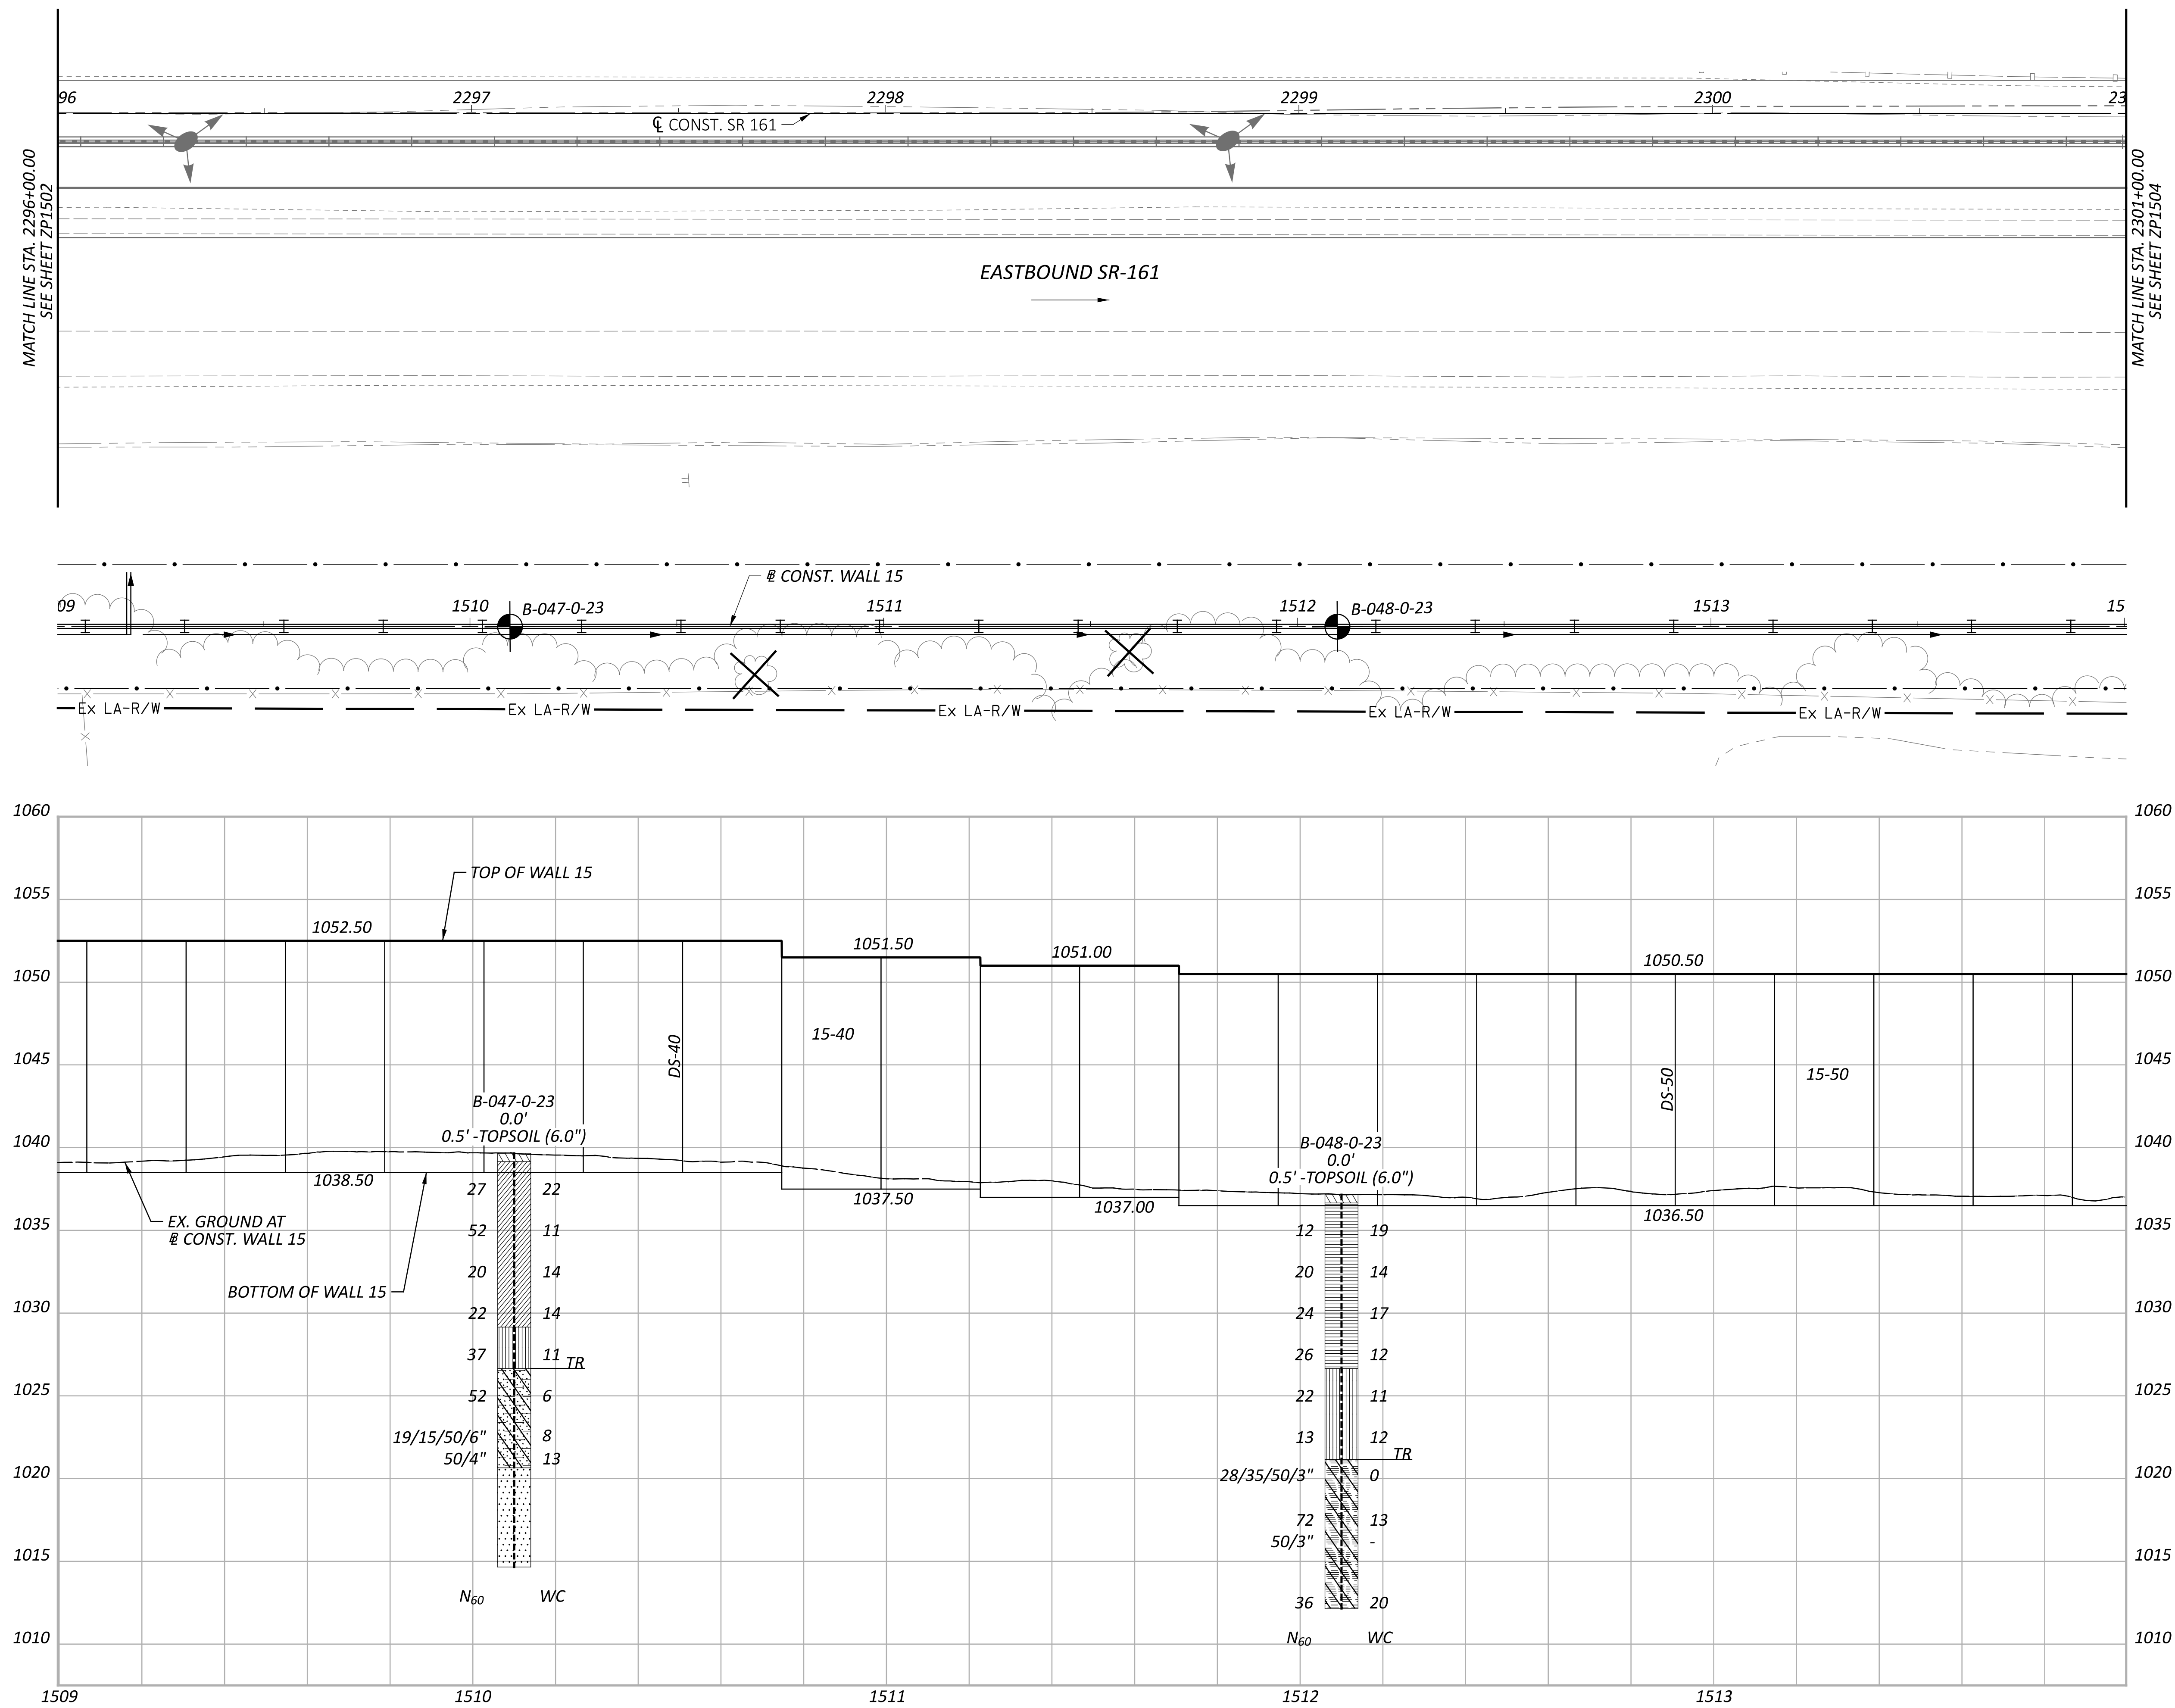 96 2297 2298 2299 2300 23
℄ CONST. SR 161
MATCH LINE STA. 2296+00.00
SEE SHEET ZP1502
MATCH LINE STA. 2301+00.00
SEE SHEET ZP1504
EASTBOUND SR-161
CONST. WALL 15
09 1510 B-047-0-23 1511 1512 B-048-0-23 1513 15
Ex LA-R/W Ex LA-R/W Ex LA-R/W Ex LA-R/W Ex LA-R/W
1060 1060
TOP OF WALL 15
1055 1055
1052.50
1051.50
1051.00
1050.50
1050 1050
15-40
DS-40
1045 1045
DS-50
15-50
B-047-0-23
0.0'
0.5' -TOPSOIL (6.0")
1040 1040
B-048-0-23
0.0'
0.5' -TOPSOIL (6.0")
1038.50
27 22
1037.50
1037.00
1036.50
EX. GROUND AT
CONST. WALL 15
1035 1035
52 11
12 19
20 14
20 14
BOTTOM OF WALL 15
1030 1030
22 14
24 17
37 11 TR
26 12
1025 1025
52 6
22 11
19/15/50/6" 8
13 12 TR
50/4" 13
1020 1020
28/35/50/3" 0
72 13
50/3" -
1015 1015
N60 WC
36 20
1010 1010
N60 WC
1509 1510 1511 1512 1513